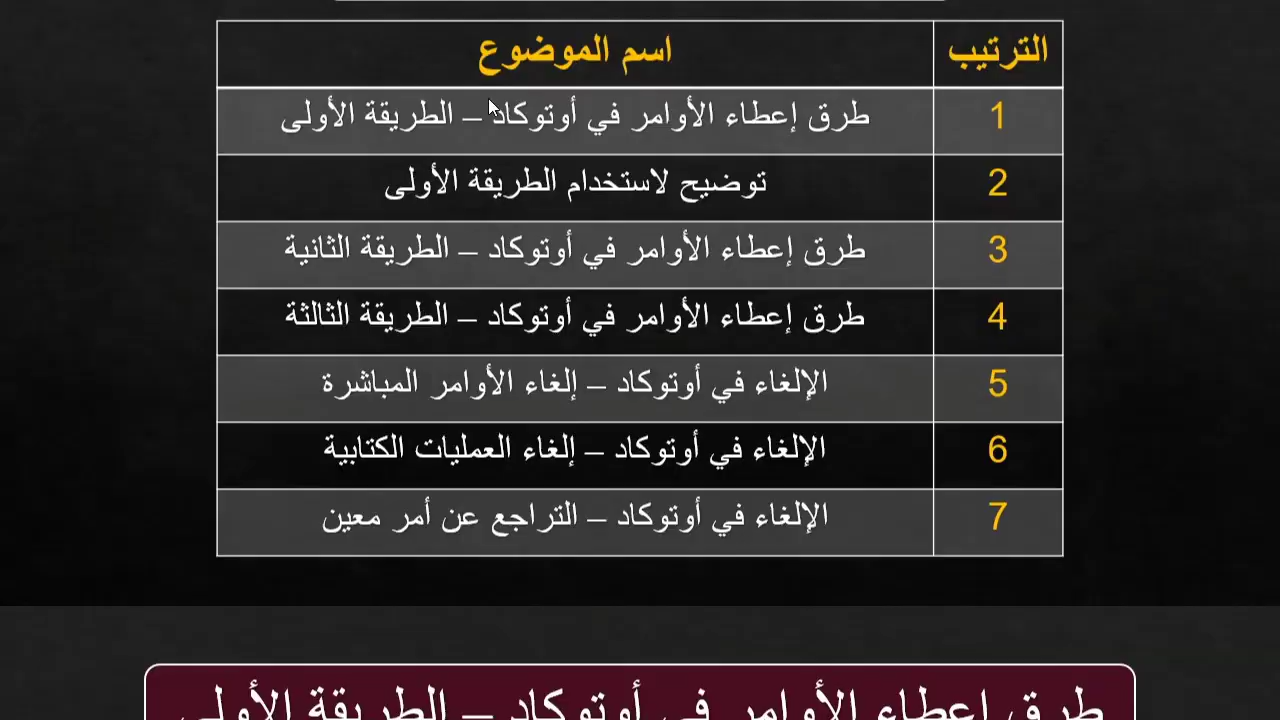 الترتيب اسم الموضوع
1 طرق إعطاء الأوامر في أوتوكاد – الطريقة الأولى
2 توضيح لاستخدام الطريقة الأولى
3 طرق إعطاء الأوامر في أوتوكاد – الطريقة الثانية
4 طرق إعطاء الأوامر في أوتوكاد – الطريقة الثالثة
5 الإلغاء في أوتوكاد – إلغاء الأوامر المباشرة
6 الإلغاء في أوتوكاد – إلغاء العمليات الكتابية
7 الإلغاء في أوتوكاد – التراجع عن أمر معين
طرق إعطاء الأوامر في أوتوكاد – الطريقة الأولى